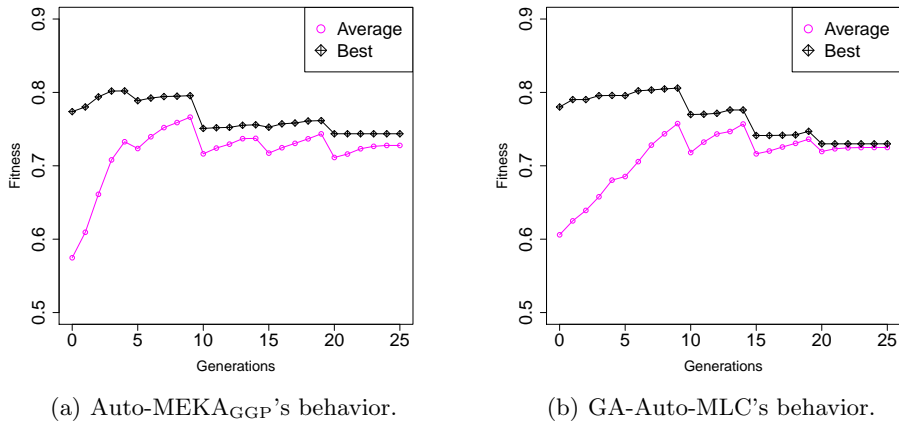 0.9
0.8
0.7
0.6
0.5
Fitness
Average
Best
0 5 10 15 20 25
Generations
(a) Auto-MEKAGGP's behavior.
0.9
0.8
0.7
0.6
0.5
Fitness
Average
Best
0 5 10 15 20 25
Generations
(b) GA-Auto-MLC's behavior.